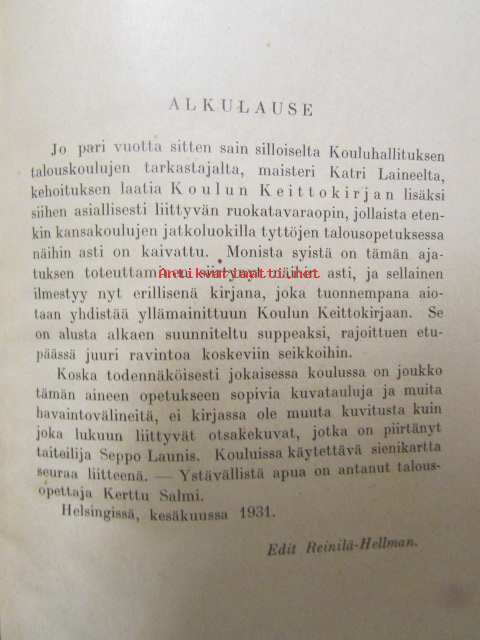 ALKULAUSE
Jo pari vuotta sitten sain silloiselta Kouluhallituksen
talouskoulujen tarkastajalta, maisteri Katri Laineelta,
kehoituksen laatia Koulun Keittokirjan lisäksi
siihen asiallisesti liittyvän ruokatavaraopin, jollaista eten-
kin kansakoulujen jatkoluokilla tyttöjen talousopetuksessa
näihin asti on kaivattu. Monista syistä on tämän aja-
tuksen toteuttaminen siirtynyt näihin asti, ja sellainen
Antikvariaattori.net
ilmestyy nyt erillisenä kirjana, joka tuonnempana aio-
taan yhdistää yllämainittuun Koulun Keittokirjaan. Se
on alusta alkaen suunniteltu suppeaksi, rajoittuen etu-
päässä juuri ravintoa koskeviin seikkoihin.
Koska todennäköisesti jokaisessa koulussa on joukko
tämän aineen opetukseen sopivia kuvatauluja ja muita
havaintovälineitä, ei kirjassa ole muuta kuvitusta kuin
joka lukuun liittyvät otsakekuvat, jotka on piirtänyt
taiteilija Seppo Launis. Kouluissa käytettävä sienikartta
seuraa liitteenä. — Ystävällistä apua on antanut talous-
opettaja Kerttu Salmi.
Helsingissä, kesäkuussa 1931.
Edit Reinilä-Hellman.